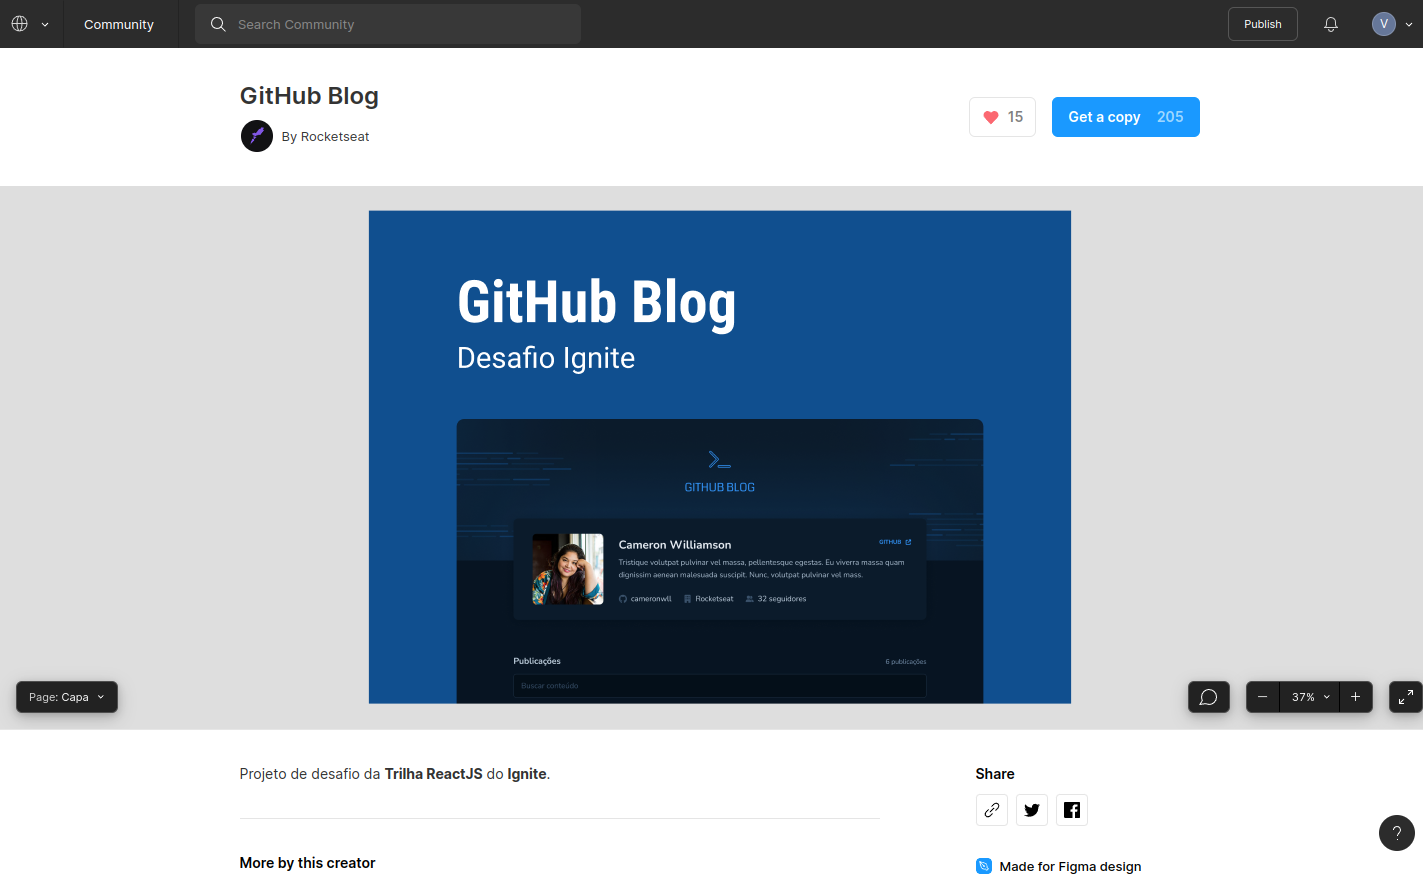 Community
Search Community
Publish
V
GitHub Blog
By Rocketseat
15
Get a copy 205
GitHub Blog
Desafio Ignite
GITHUB BLOG
Cameron Williamson
GITHUB
Tristique volutpat pulvinar vel massa, pellentesque egestas. Eu viverra massa quam
dignissim aenean malesuada suscipit. Nunc, volutpat pulvinar vel mass.
cameronwll Rocketseat 32 seguidores
Publicações
6 publicações
Buscar conteúdo
Page: Capa
37%
Projeto de desafio da Trilha ReactJS do Ignite.
Share
More by this creator
Made for Figma design
?